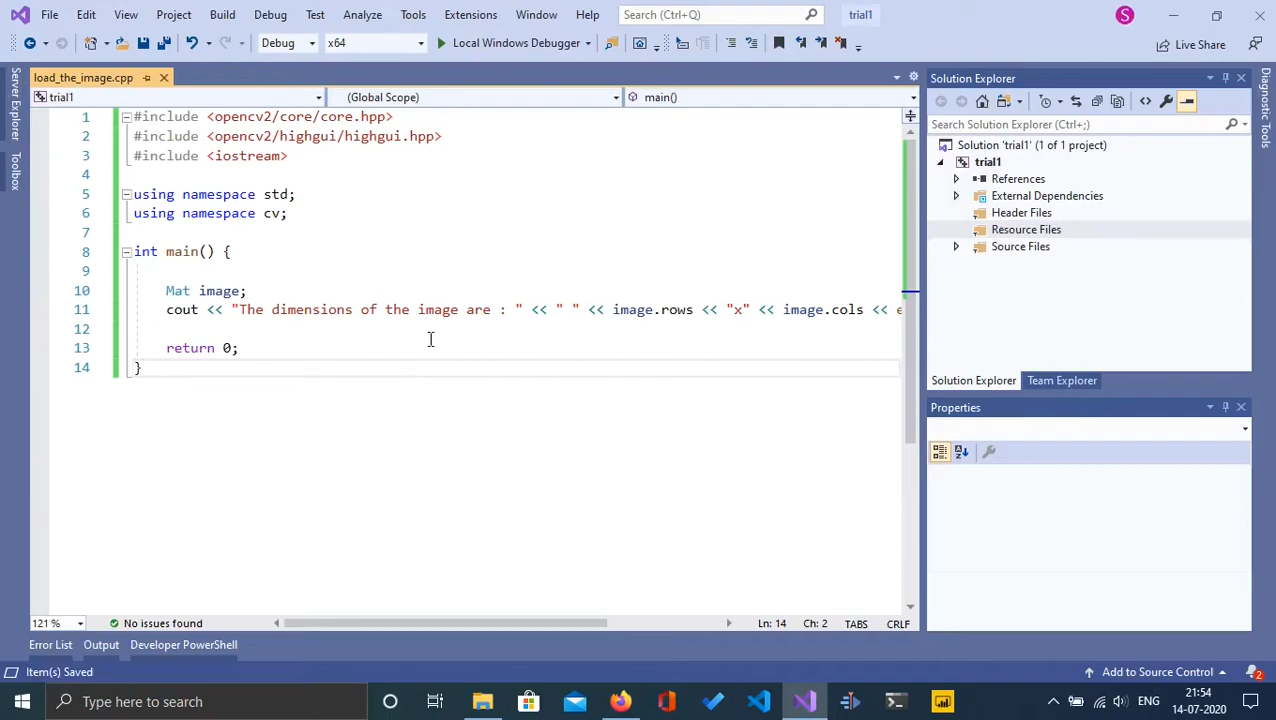 File Edit View Project Build Debug Test Analyze Tools Extensions Window Help Search (Ctrl+Q) trial1 S
Debug x64 Local Windows Debugger Live Share
Server Explorer
Toolbox
load_the_image.cpp
trial1 (Global Scope) main()
1 #include <opencv2/core/core.hpp>
2 #include <opencv2/highgui/highgui.hpp>
3 #include <iostream>
4
5 using namespace std;
6 using namespace cv;
7
8 int main() {
9
10 Mat image;
11 cout << "The dimensions of the image are : " << " " << image.rows << "x" << image.cols << e
12
13 return 0;
14 }
121 % No issues found Ln: 14 Ch: 2 TABS CRLF
Solution Explorer
Search Solution Explorer (Ctrl+;)
Solution 'trial1' (1 of 1 project)
trial1
References
External Dependencies
Header Files
Resource Files
Source Files
Solution Explorer Team Explorer
Properties
Diagnostic Tools
Error List Output Developer PowerShell
Item(s) Saved Add to Source Control 2
Type here to search ENG 21:54
14-07-2020